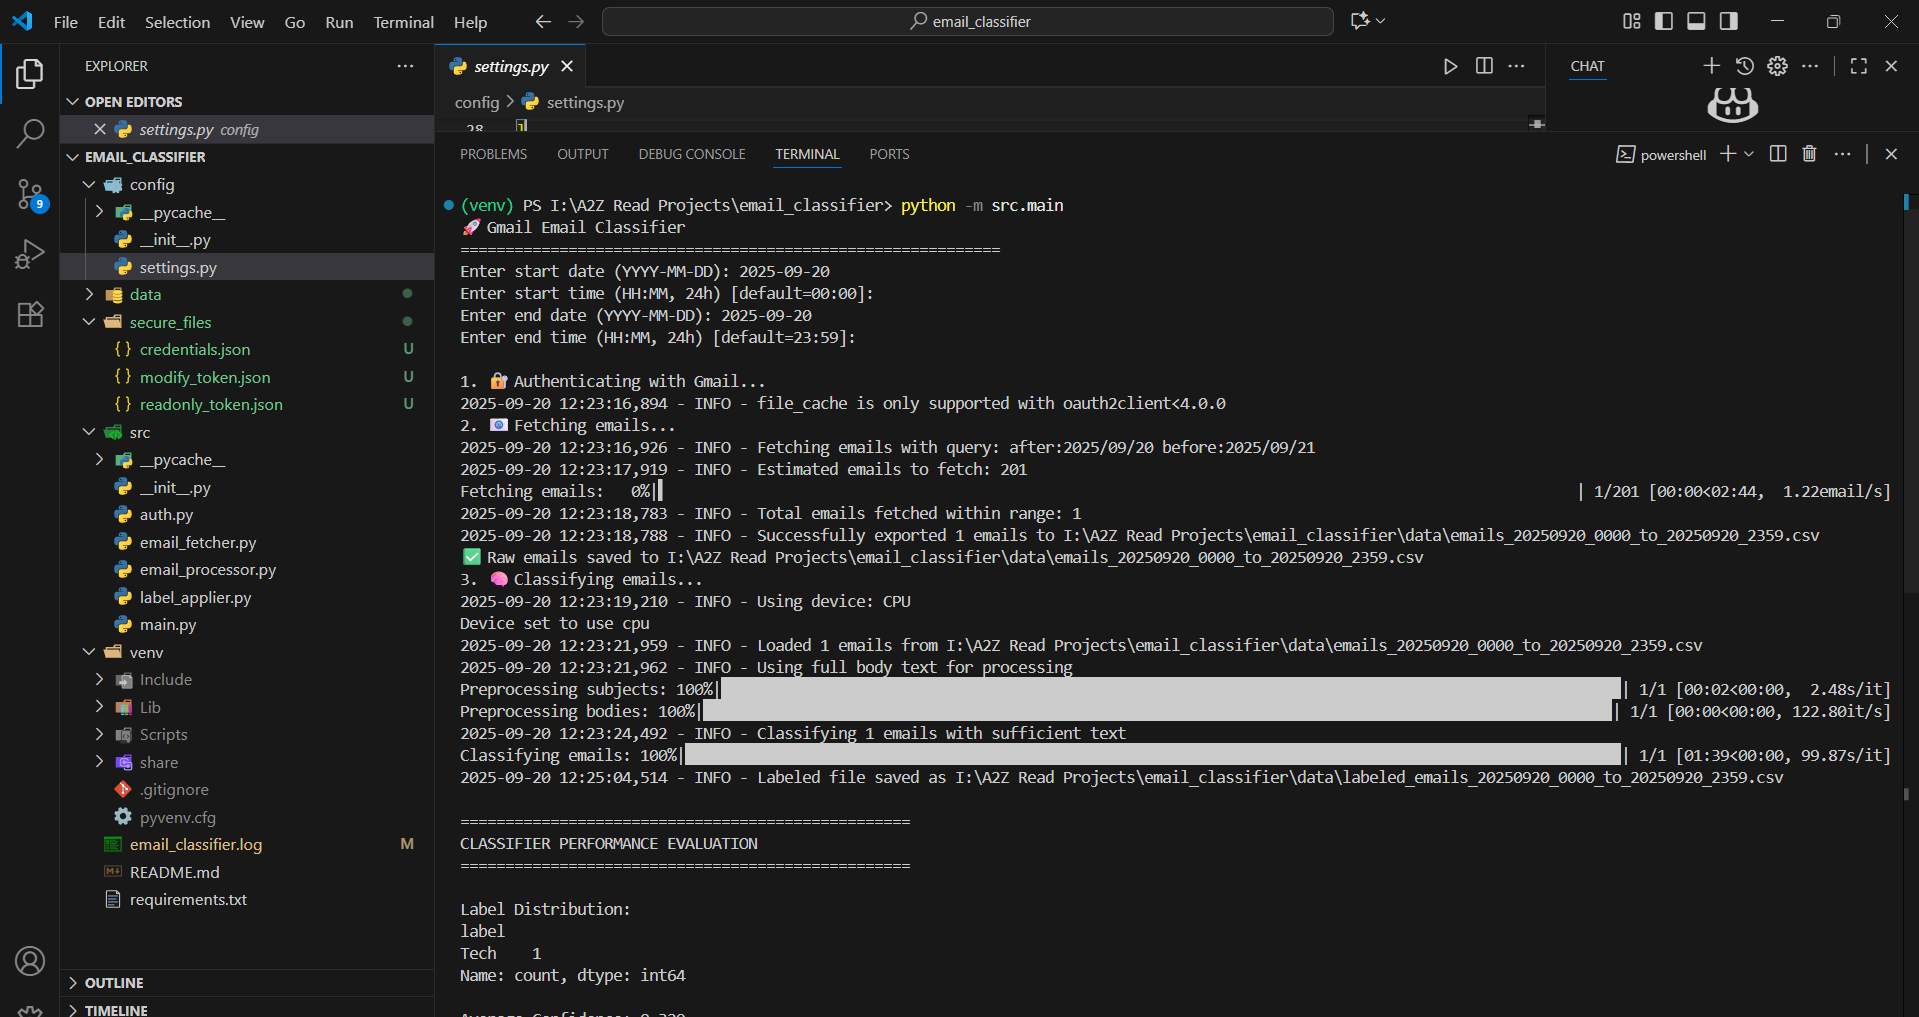 File Edit Selection View Go Run Terminal Help
email_classifier
EXPLORER
OPEN EDITORS
settings.py config
EMAIL_CLASSIFIER
config
__pycache__
__init__.py
settings.py
data
secure_files
credentials.json U
modify_token.json U
readonly_token.json U
src
__pycache__
__init__.py
auth.py
email_fetcher.py
email_processor.py
label_applier.py
main.py
venv
Include
Lib
Scripts
share
.gitignore
pyvenv.cfg
email_classifier.log M
README.md
requirements.txt
OUTLINE
TIMELINE
9
settings.py
config > settings.py
28 ]
CHAT
PROBLEMS OUTPUT DEBUG CONSOLE TERMINAL PORTS
powershell
(venv) PS I:\A2Z Read Projects\email_classifier> python -m src.main
🚀 Gmail Email Classifier
============================================================
Enter start date (YYYY-MM-DD): 2025-09-20
Enter start time (HH:MM, 24h) [default=00:00]:
Enter end date (YYYY-MM-DD): 2025-09-20
Enter end time (HH:MM, 24h) [default=23:59]:
1. 🔐 Authenticating with Gmail...
2025-09-20 12:23:16,894 - INFO - file_cache is only supported with oauth2client<4.0.0
2. 📧 Fetching emails...
2025-09-20 12:23:16,926 - INFO - Fetching emails with query: after:2025/09/20 before:2025/09/21
2025-09-20 12:23:17,919 - INFO - Estimated emails to fetch: 201
Fetching emails: 0%| | 1/201 [00:00<02:44, 1.22email/s]
2025-09-20 12:23:18,783 - INFO - Total emails fetched within range: 1
2025-09-20 12:23:18,788 - INFO - Successfully exported 1 emails to I:\A2Z Read Projects\email_classifier\data\emails_20250920_0000_to_20250920_2359.csv
✅ Raw emails saved to I:\A2Z Read Projects\email_classifier\data\emails_20250920_0000_to_20250920_2359.csv
3. 🧠 Classifying emails...
2025-09-20 12:23:19,210 - INFO - Using device: CPU
Device set to use cpu
2025-09-20 12:23:21,959 - INFO - Loaded 1 emails from I:\A2Z Read Projects\email_classifier\data\emails_20250920_0000_to_20250920_2359.csv
2025-09-20 12:23:21,962 - INFO - Using full body text for processing
Preprocessing subjects: 100%| | 1/1 [00:02<00:00, 2.48s/it]
Preprocessing bodies: 100%| | 1/1 [00:00<00:00, 122.80it/s]
2025-09-20 12:23:24,492 - INFO - Classifying 1 emails with sufficient text
Classifying emails: 100%| | 1/1 [01:39<00:00, 99.87s/it]
2025-09-20 12:25:04,514 - INFO - Labeled file saved as I:\A2Z Read Projects\email_classifier\data\labeled_emails_20250920_0000_to_20250920_2359.csv
==================================================
CLASSIFIER PERFORMANCE EVALUATION
==================================================
Label Distribution:
label
Tech 1
Name: count, dtype: int64